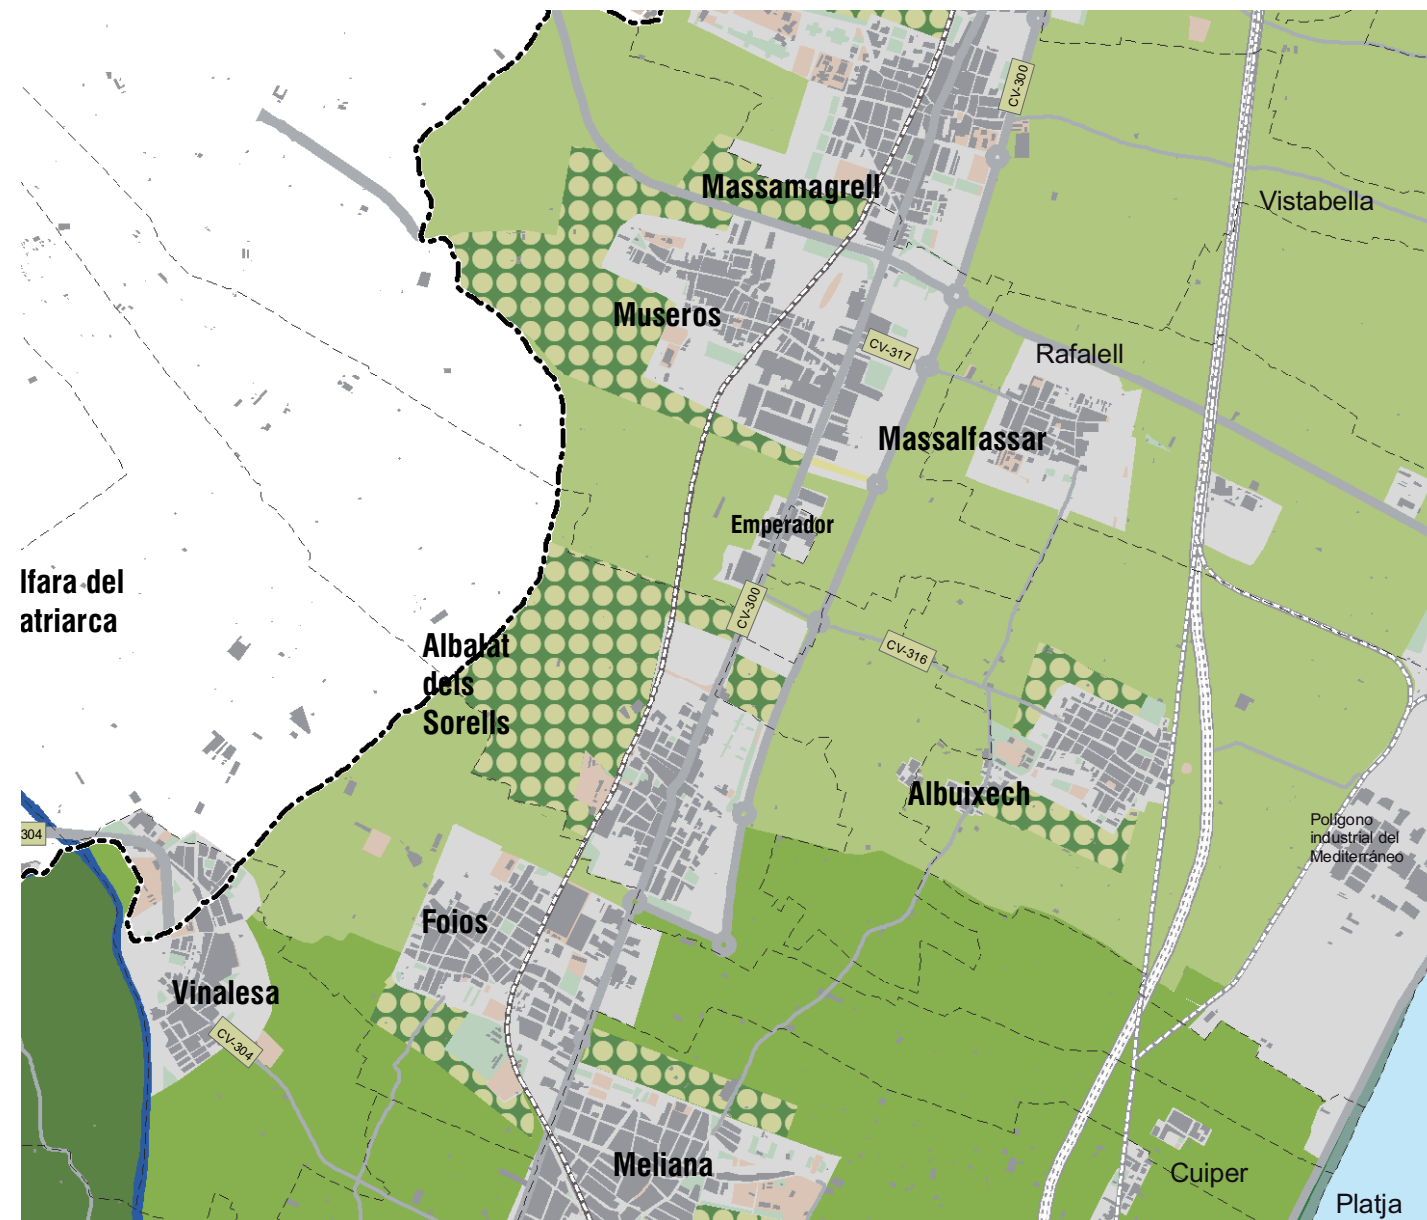 CV-300
Massamagrell
Vistabella
Museros
CV-317
Rafalell
Massalfassar
Emperador
lfara del
atriarca
CV-300
Albalat
dels
Sorells
CV-316
Albuixech
Polígono
industrial del
Mediterráneo
304
Foios
Vinalesa
CV-304
Meliana
Cuiper
Platja